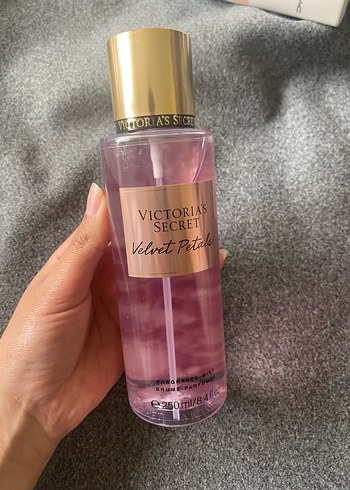 VICTORIA'S SECRET
VICTORIA'S
SECRET
Velvet Petals
FRAGRANCE MIST
BRUME PARFUMÉE
℮250 ml/8.4 fl oz